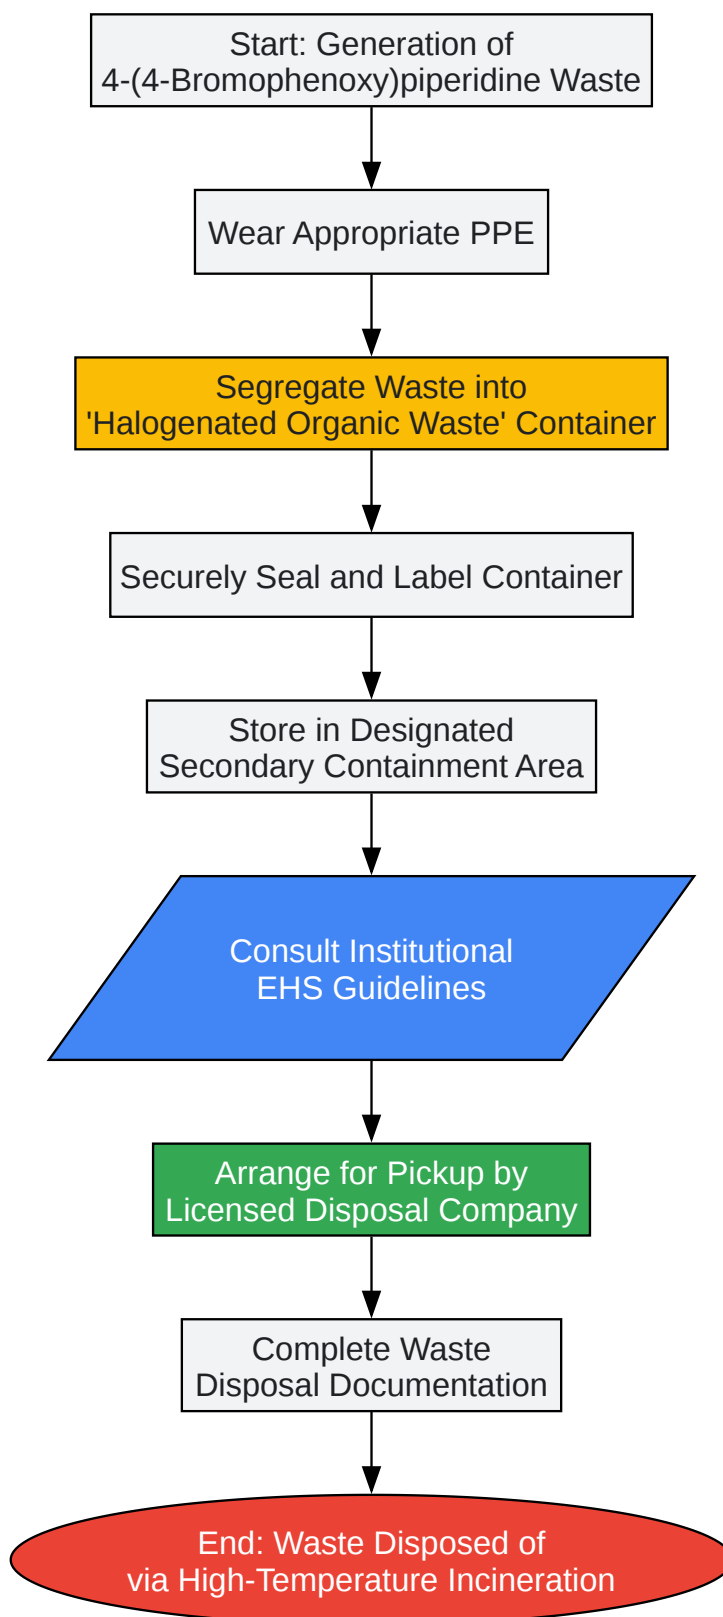 Start: Generation of
4-(4-Bromophenoxy)piperidine Waste
Wear Appropriate PPE
Segregate Waste into
'Halogenated Organic Waste' Container
Securely Seal and Label Container
Store in Designated
Secondary Containment Area
Consult Institutional
EHS Guidelines
Arrange for Pickup by
Licensed Disposal Company
Complete Waste
Disposal Documentation
End: Waste Disposed of
via High-Temperature Incineration